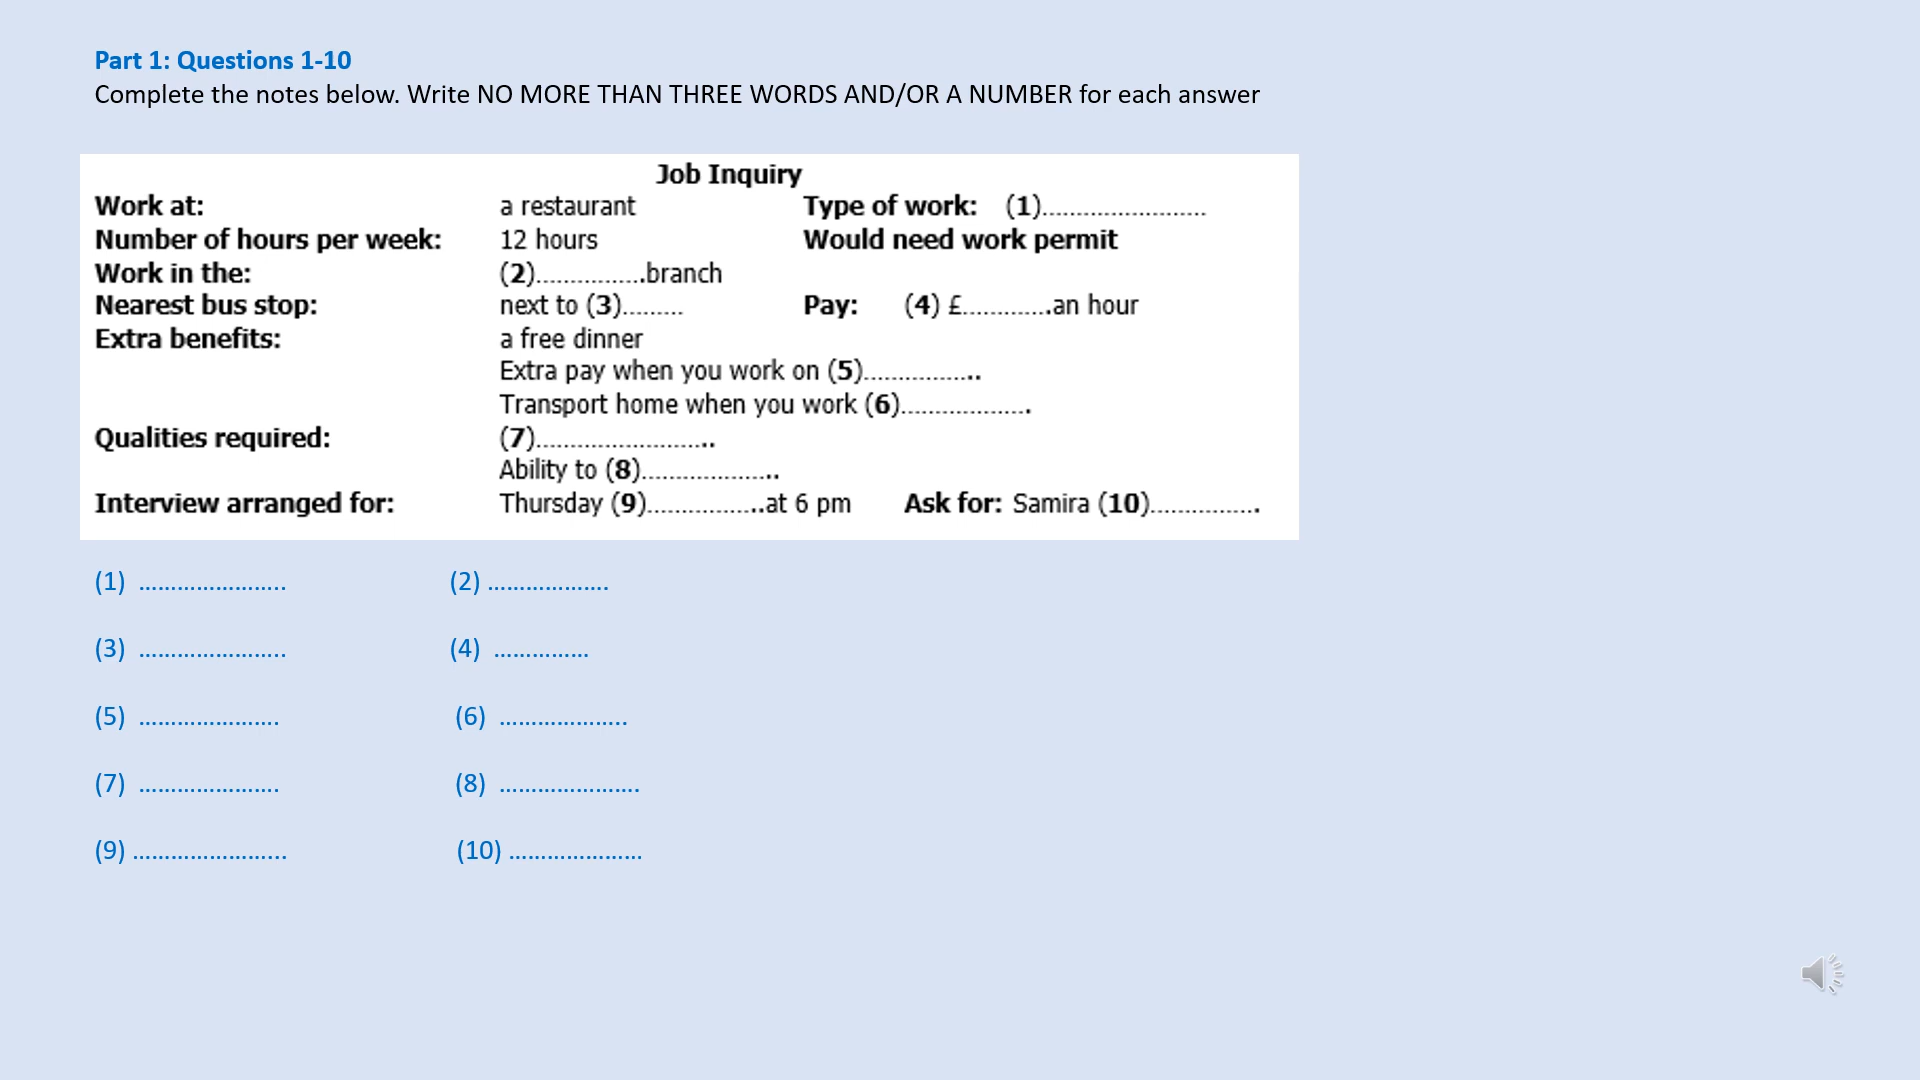 Part 1: Questions 1-10
Complete the notes below. Write NO MORE THAN THREE WORDS AND/OR A NUMBER for each answer
Job Inquiry
Work at: a restaurant Type of work: (1)........................
Number of hours per week: 12 hours Would need work permit
Work in the: (2)................branch
Nearest bus stop: next to (3)......... Pay: (4) £.............an hour
Extra benefits: a free dinner
Extra pay when you work on (5).................
Transport home when you work (6)...................
Qualities required: (7)..........................
Ability to (8)....................
Interview arranged for: Thursday (9).................at 6 pm Ask for: Samira (10)................
(1) ....................... (2) ...................
(3) ....................... (4) ...............
(5) ...................... (6) ....................
(7) ...................... (8) ......................
(9) ........................ (10) .....................